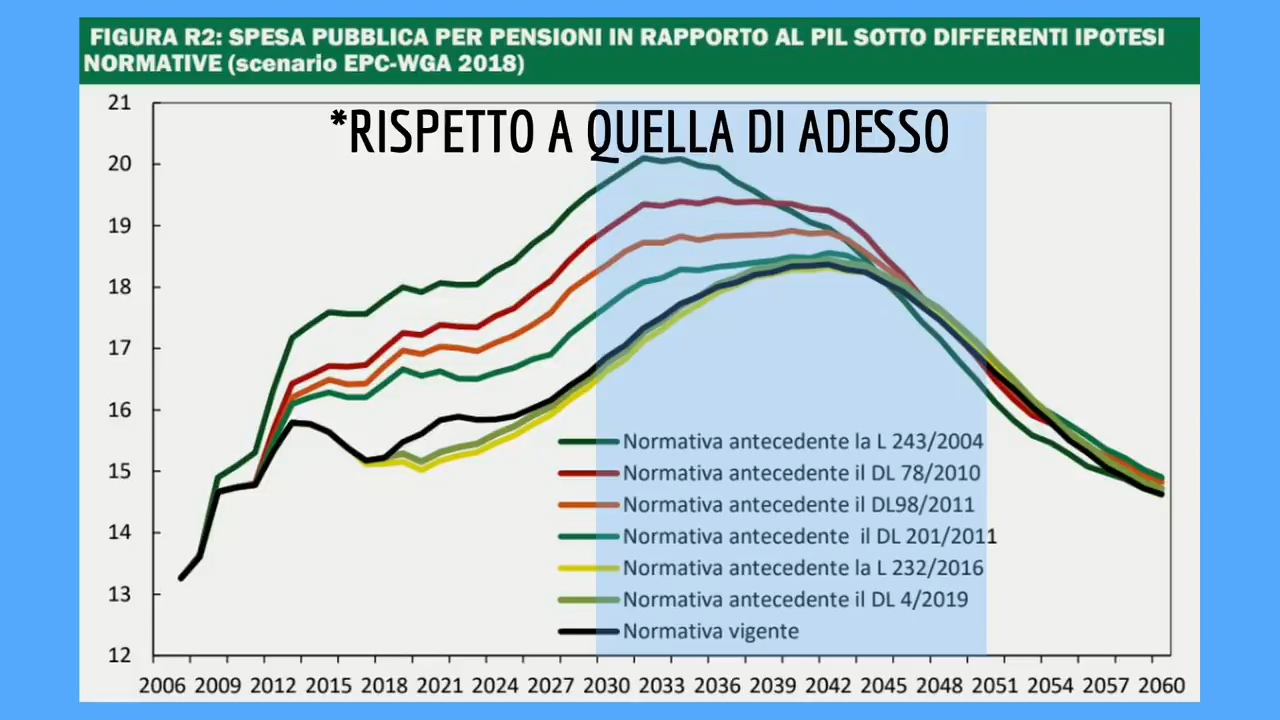 FIGURA R2: SPESA PUBBLICA PER PENSIONI IN RAPPORTO AL PIL SOTTO DIFFERENTI IPOTESI
NORMATIVE (scenario EPC-WGA 2018)
*RISPETTO A QUELLA DI ADESSO
21
20
19
18
17
16
15
14
13
12
Normativa antecedente la L 243/2004
Normativa antecedente il DL 78/2010
Normativa antecedente il DL98/2011
Normativa antecedente il DL 201/2011
Normativa antecedente la L 232/2016
Normativa antecedente il DL 4/2019
Normativa vigente
2006 2009 2012 2015 2018 2021 2024 2027 2030 2033 2036 2039 2042 2045 2048 2051 2054 2057 2060